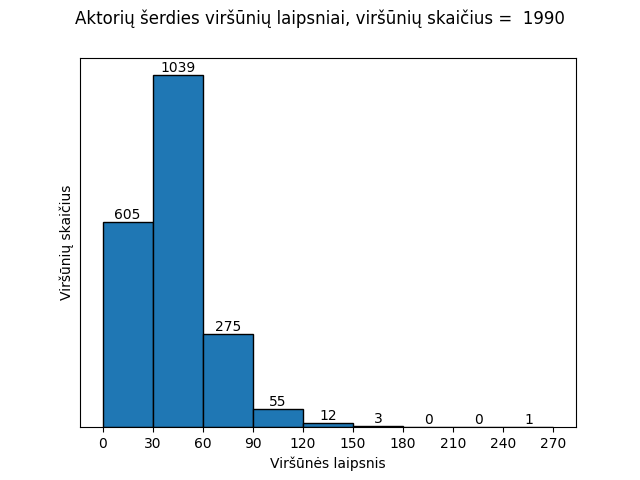 Aktorių šerdies viršūnių laipsniai, viršūnių skaičius =  1990
1039
605
275
55
12
3
0
0
1
Viršūnių skaičius
0 30 60 90 120 150 180 210 240 270
Viršūnės laipsnis